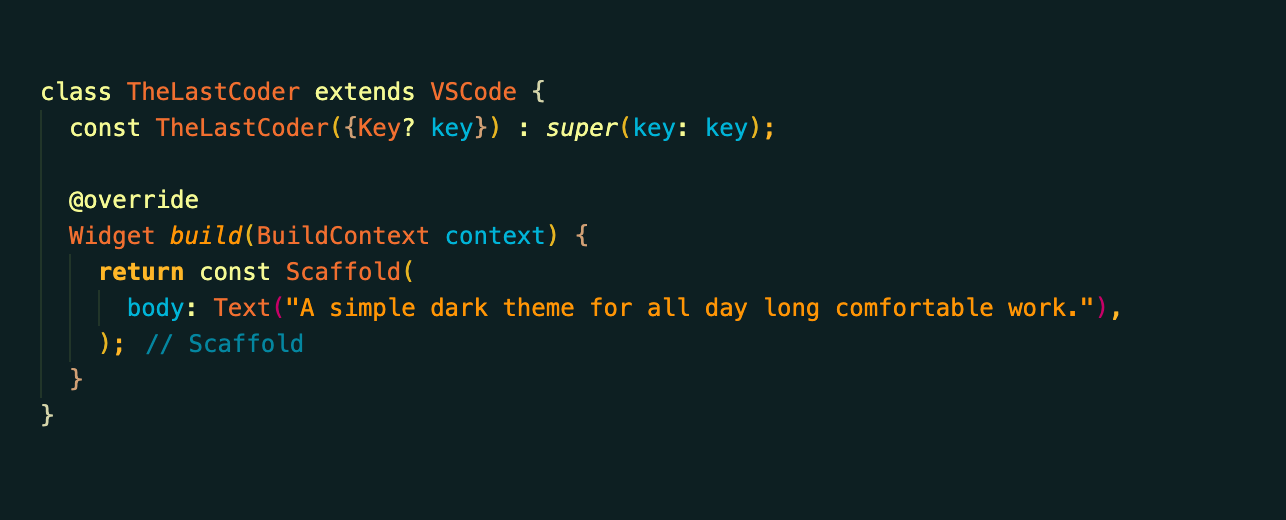 class TheLastCoder extends VSCode {
const TheLastCoder({Key? key}) : super(key: key);
@override
Widget build(BuildContext context) {
return const Scaffold(
body: Text("A simple dark theme for all day long comfortable work."),
); // Scaffold
}
}